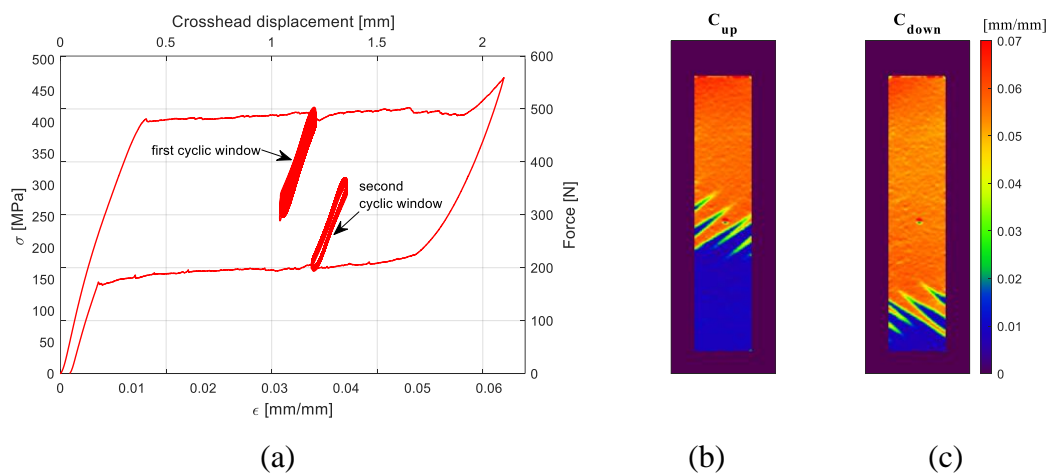 Crosshead displacement [mm]
0 0.5 1 1.5 2
500 450 400 350 300 250 200 150 100 50 0
σ [MPa]
600 500 400 300 200 100 0
Force [N]
first cyclic window
second
cyclic window
0 0.01 0.02 0.03 0.04 0.05 0.06
ϵ [mm/mm]
(a)
C_up
(b)
C_down
(c)
[mm/mm]
0.07
0.06
0.05
0.04
0.03
0.02
0.01
0